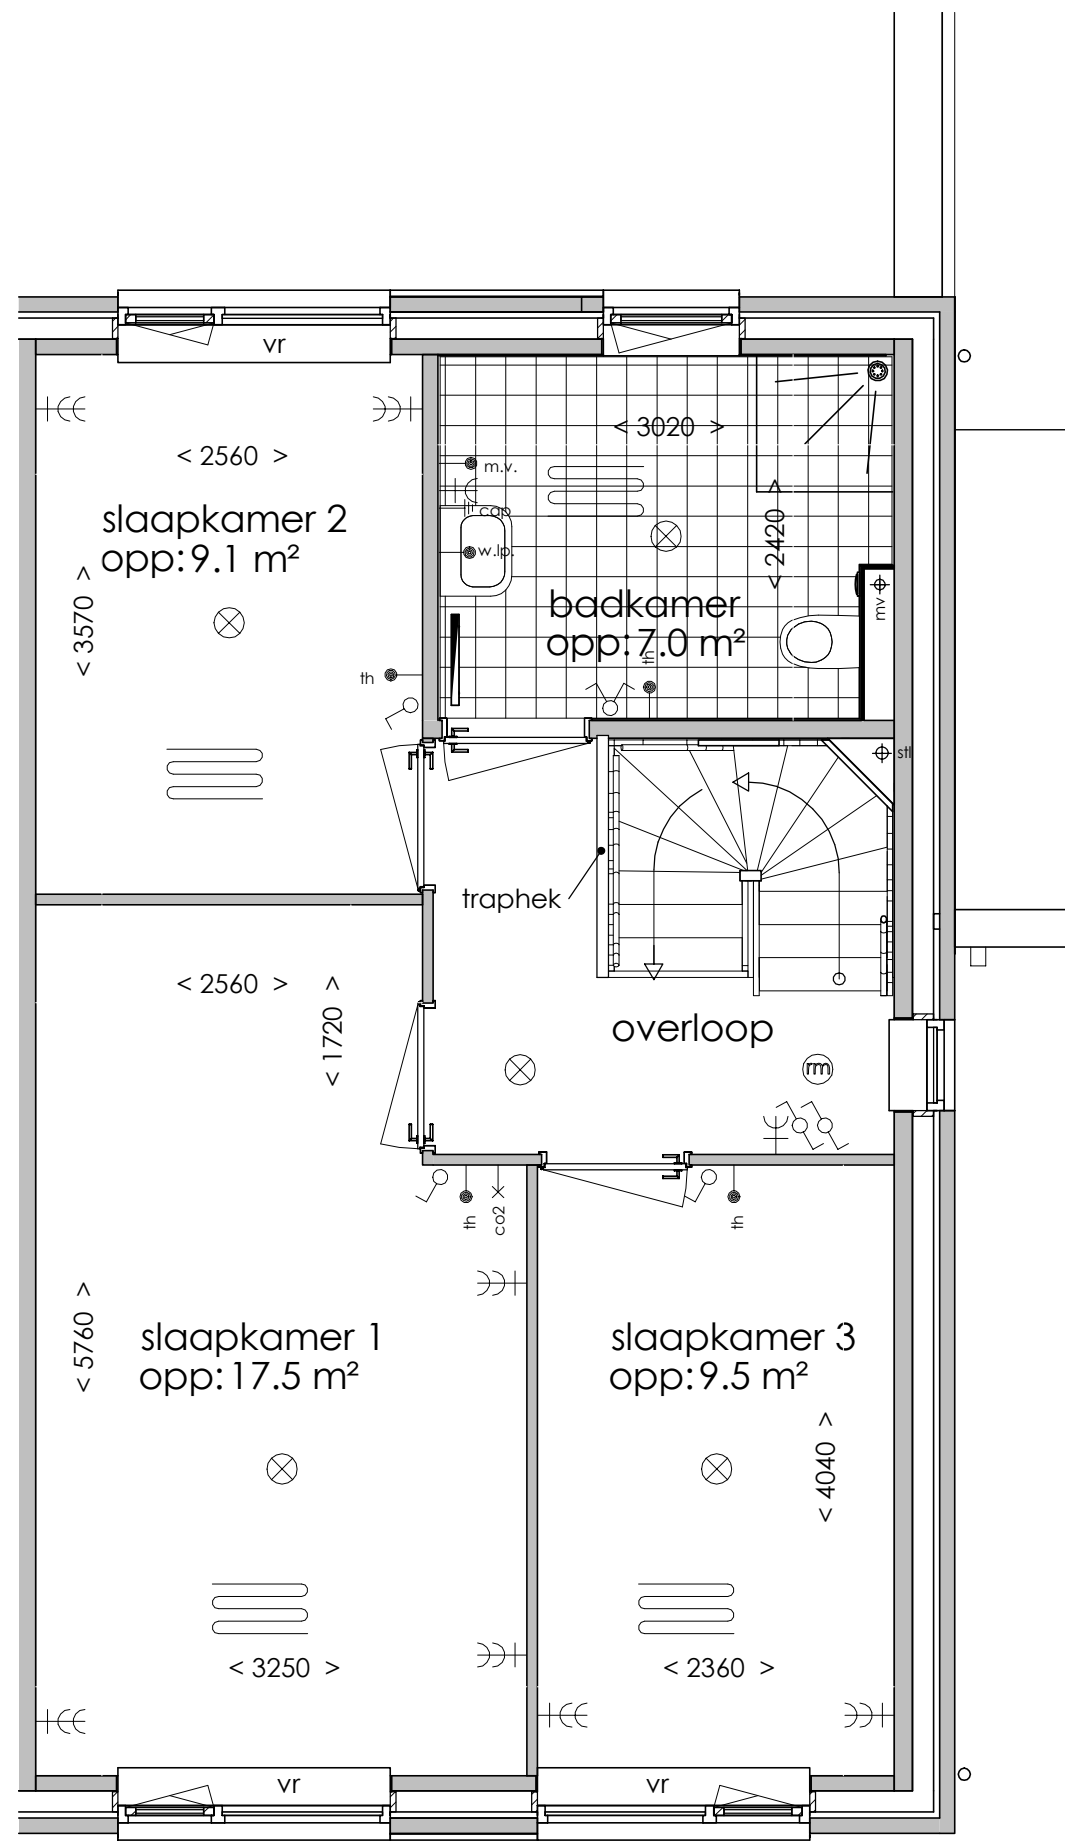 vr
< 2560 >
slaapkamer 2
opp: 9.1 m²
< 3570 >
th
< 3020 >
m.v.
cap
w.lp.
< 2420 >
badkamer
opp: 7.0 m²
th
mv
stl
traphek
< 2560 >
< 1720 >
overloop
rm
th
co2
th
< 5760 >
slaapkamer 1
opp: 17.5 m²
slaapkamer 3
opp: 9.5 m²
< 4040 >
< 3250 >
< 2360 >
vr
vr